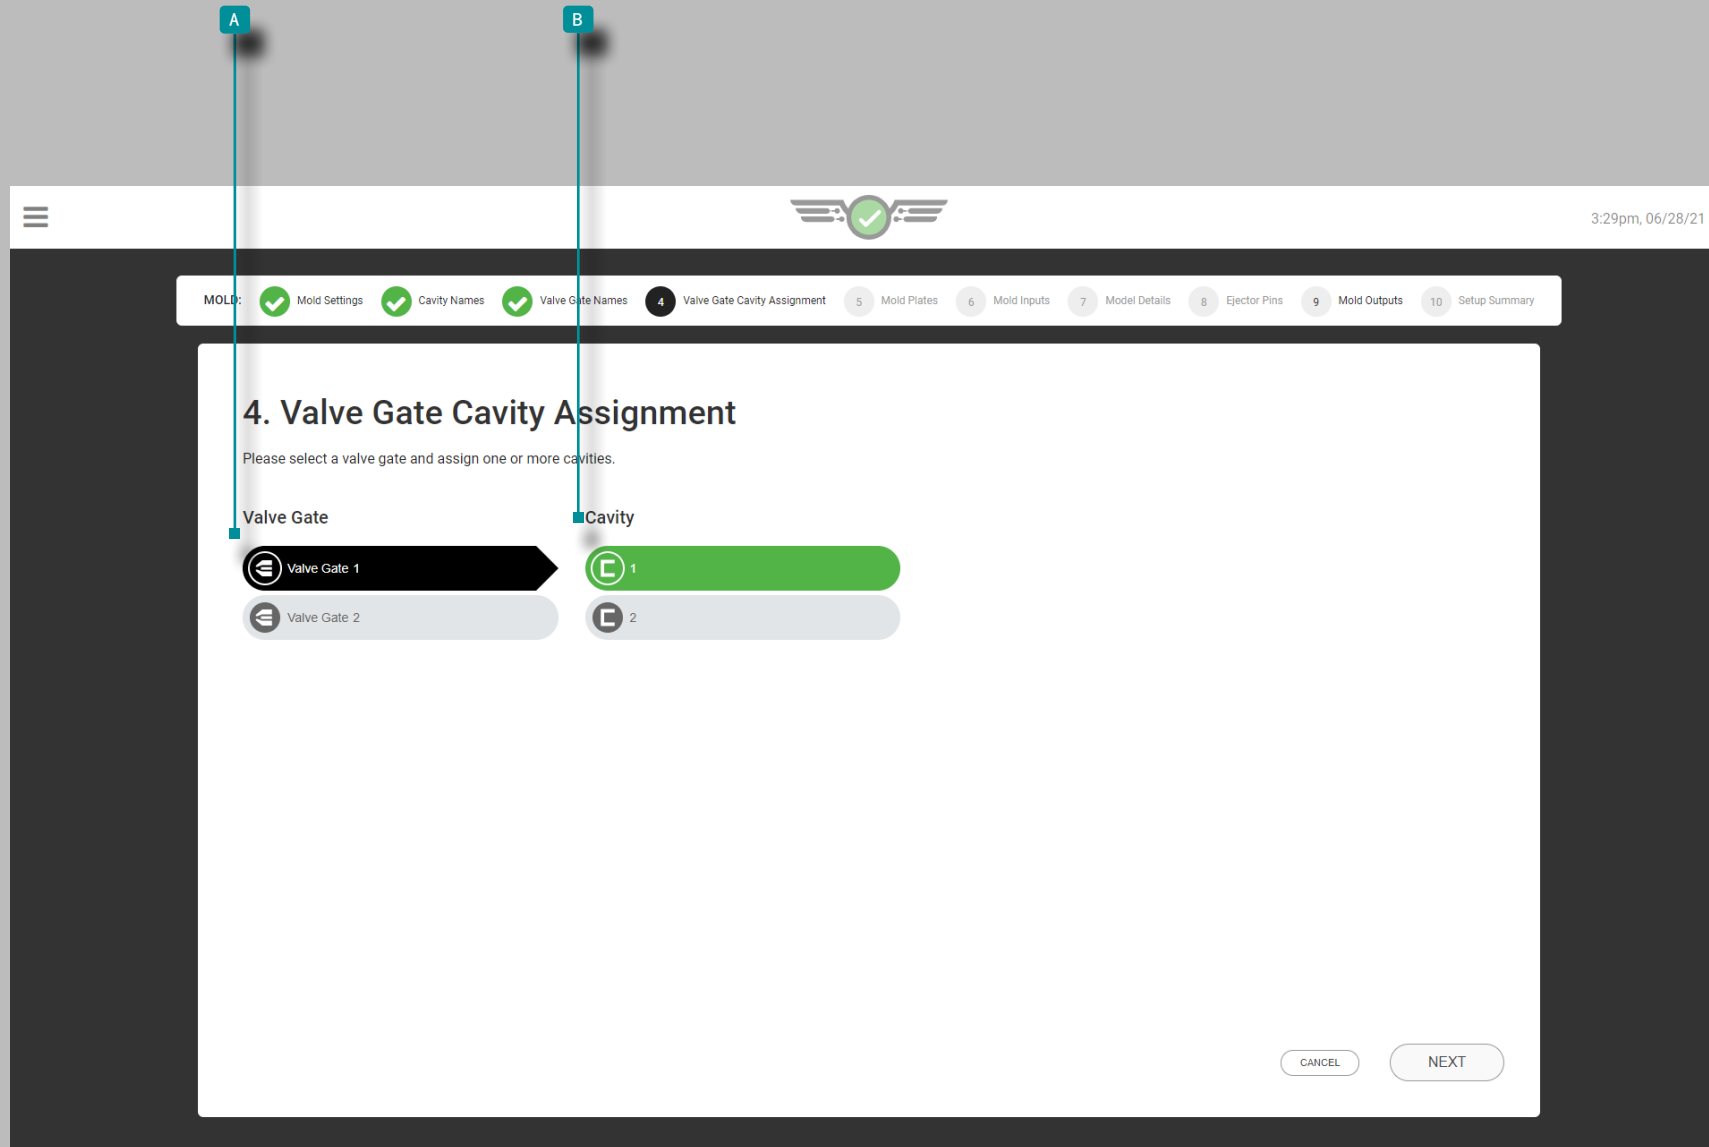 A
B
3:29pm, 06/28/21
MOLD: Mold Settings Cavity Names Valve Gate Names 4 Valve Gate Cavity Assignment 5 Mold Plates 6 Mold Inputs 7 Model Details 8 Ejector Pins 9 Mold Outputs 10 Setup Summary
4. Valve Gate Cavity Assignment
Please select a valve gate and assign one or more cavities.
Valve Gate
Cavity
Valve Gate 1
1
Valve Gate 2
2
CANCEL
NEXT